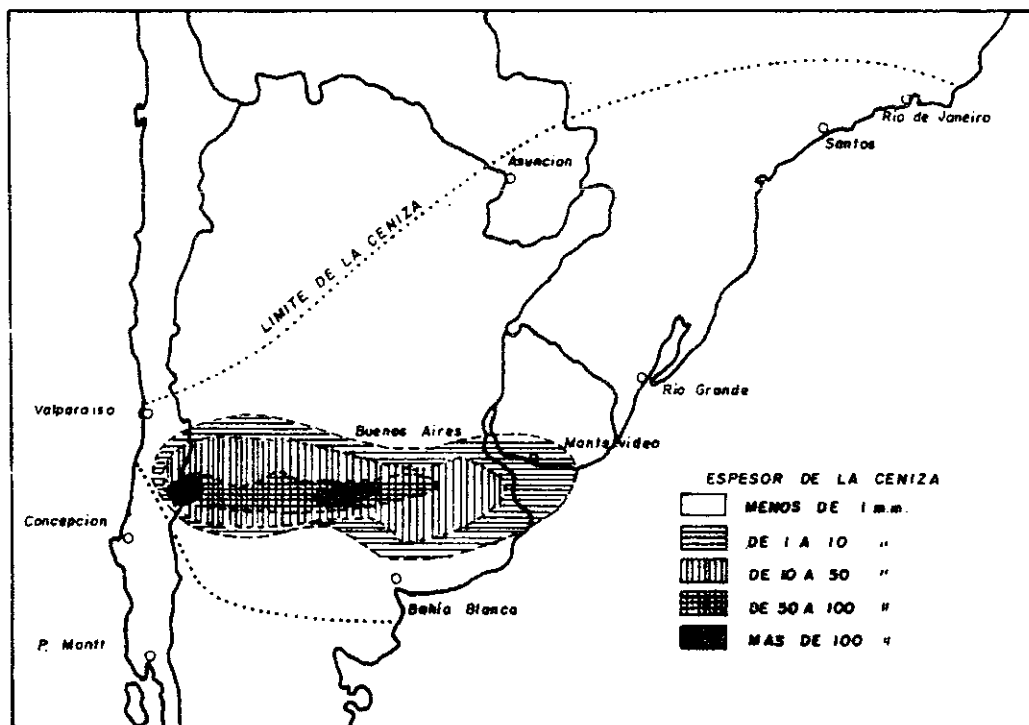 Rio de Janeiro
Santos
Asuncion
LIMITE DE LA CENIZA
Rio Grande
Valparaiso
Buenos Aires
Montevideo
Concepcion
Bahía Blanca
P. Montt
ESPESOR DE LA CENIZA
MENOS DE 1 mm.
DE 1 A 10 "
DE 10 A 50 "
DE 50 A 100 "
MAS DE 100 "